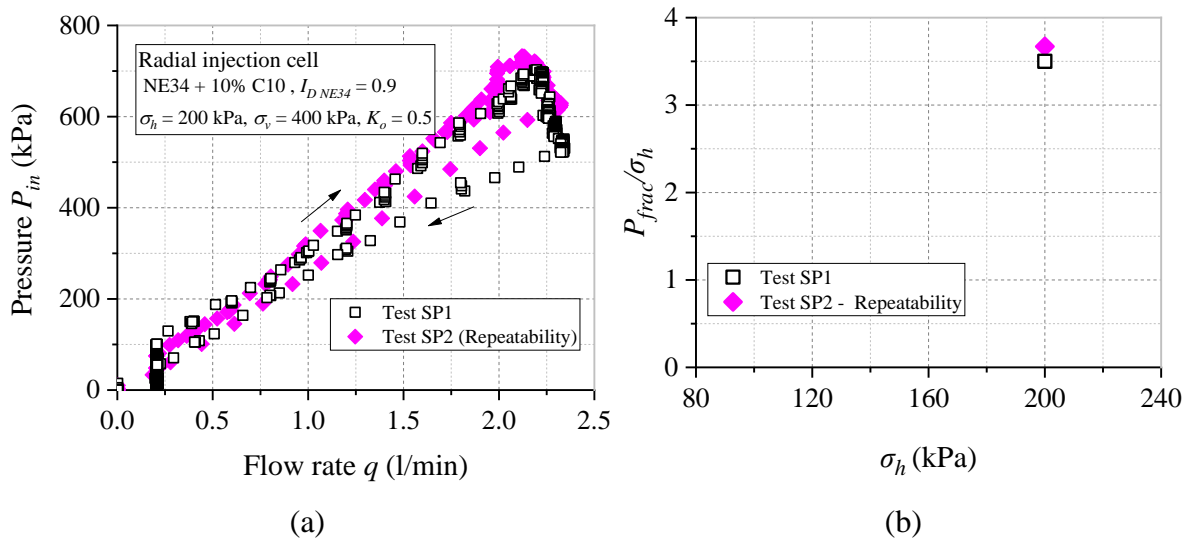 800
600
400
200
0
Pressure P_in (kPa)
Radial injection cell
NE34 + 10% C10 , I_D NE34 = 0.9
σ_h = 200 kPa, σ_v = 400 kPa, K_o = 0.5
Test SP1
Test SP2 (Repeatability)
0.0 0.5 1.0 1.5 2.0 2.5
Flow rate q (l/min)
(a)
4
3
2
1
0
P_frac/σ_h
Test SP1
Test SP2 - Repeatability
80 120 160 200 240
σ_h (kPa)
(b)